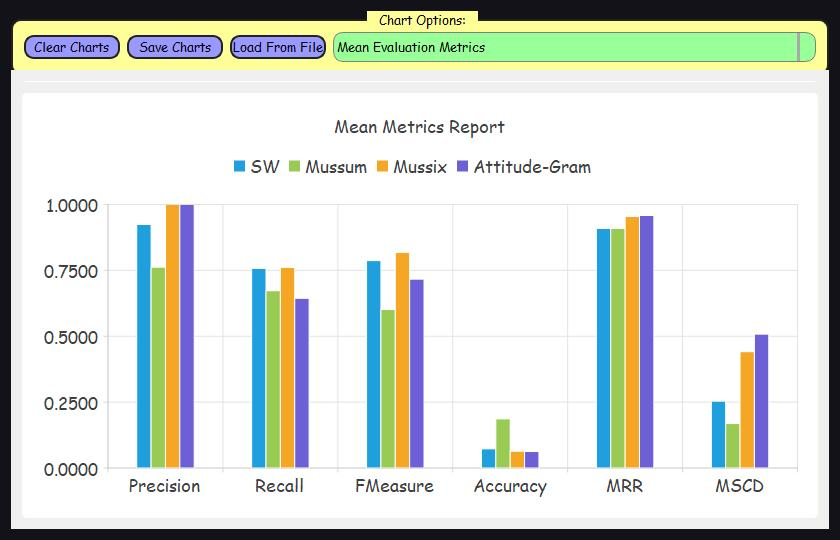 Chart Options:
Clear Charts Save Charts Load From File Mean Evaluation Metrics
Mean Metrics Report
SW Mussum Mussix Attitude-Gram
1.0000
0.7500
0.5000
0.2500
0.0000
Precision Recall FMeasure Accuracy MRR MSCD